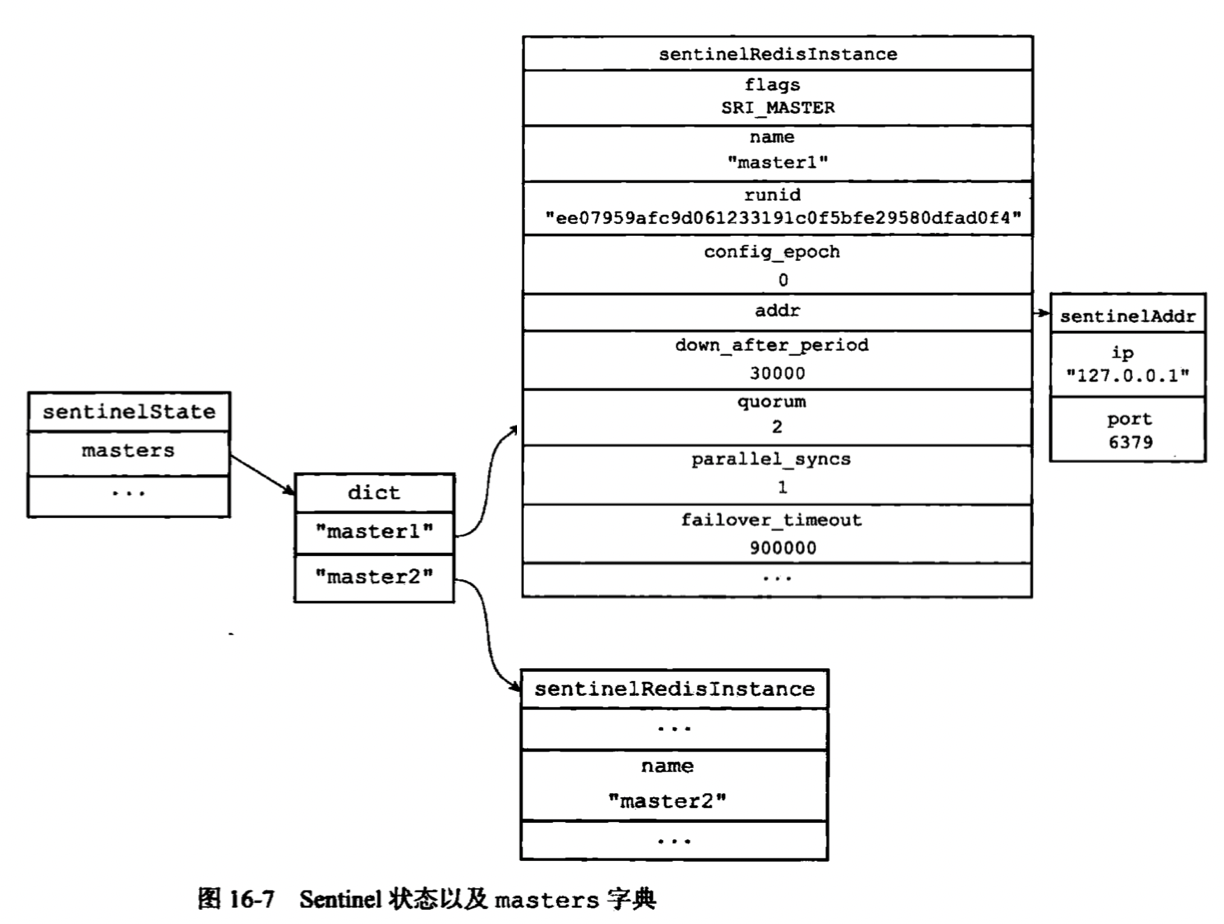 sentinelState
masters
...
dict
"master1"
"master2"
sentinelRedisInstance
flags
SRI_MASTER
name
"master1"
runid
"ee07959afc9d061233191c0f5bfe29580dfad0f4"
config_epoch
0
addr
down_after_period
30000
quorum
2
parallel_syncs
1
failover_timeout
900000
...
sentinelAddr
ip
"127.0.0.1"
port
6379
sentinelRedisInstance
...
name
"master2"
...
图 16-7 Sentinel 状态以及 masters 字典